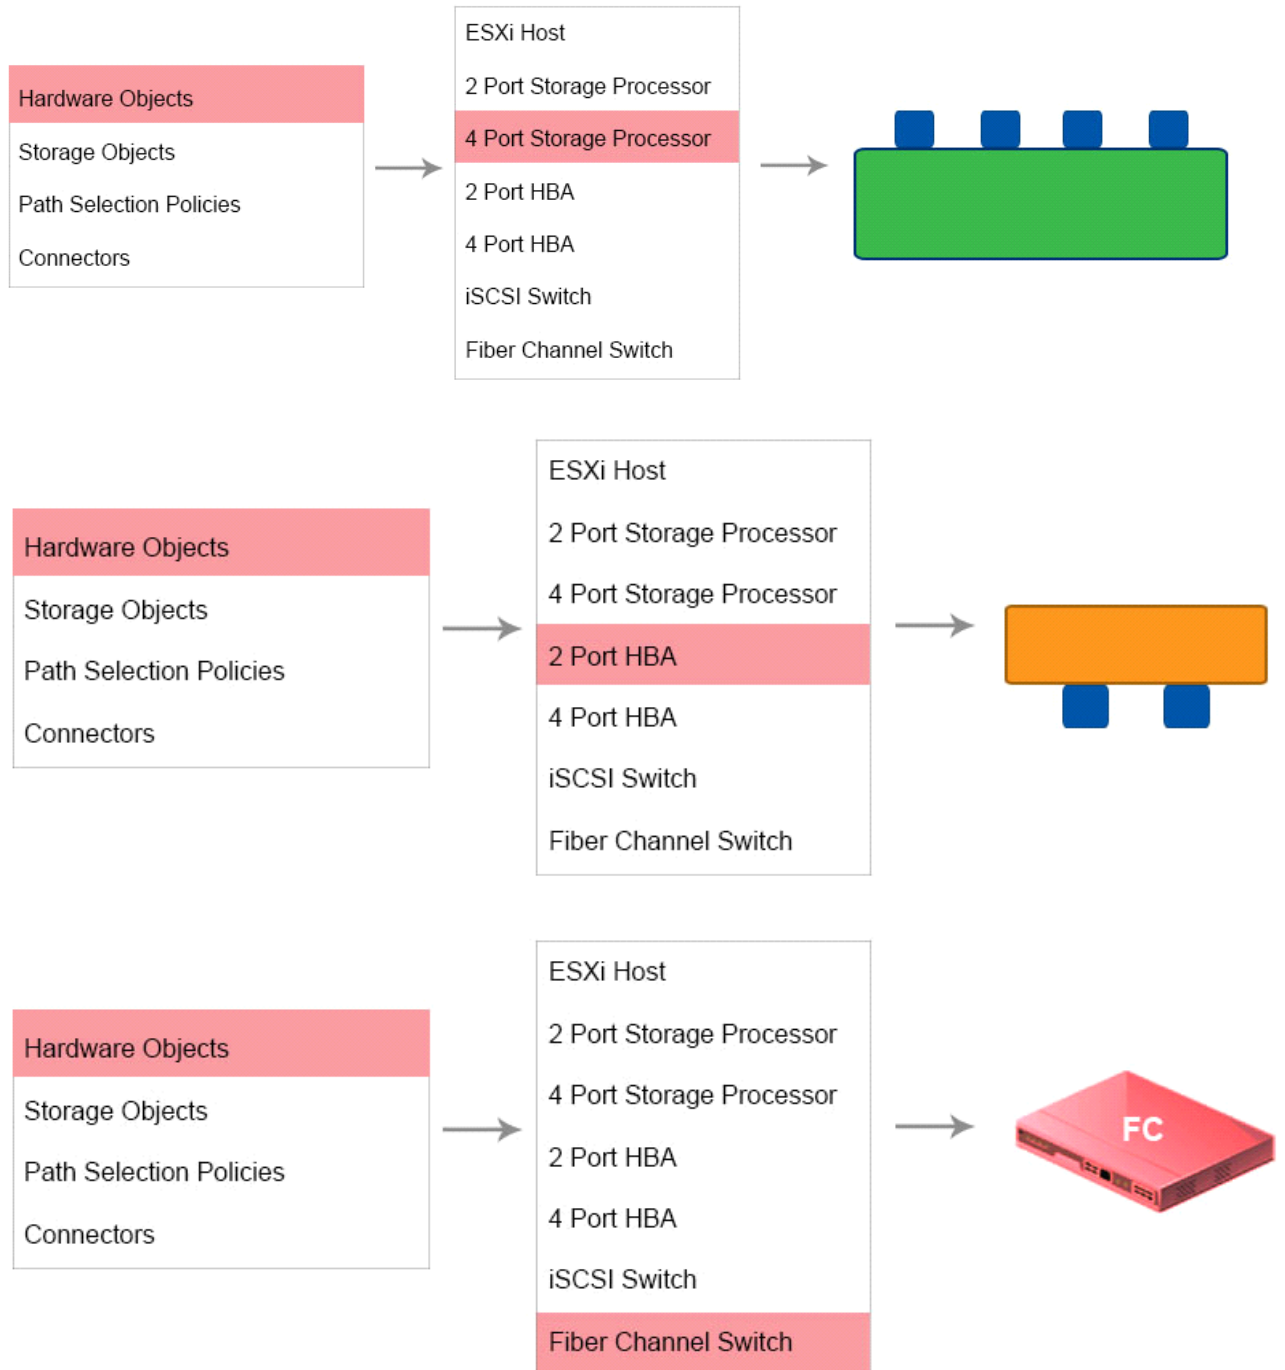 Hardware Objects
Storage Objects
Path Selection Policies
Connectors
ESXi Host
2 Port Storage Processor
4 Port Storage Processor
2 Port HBA
4 Port HBA
iSCSI Switch
Fiber Channel Switch
Hardware Objects
Storage Objects
Path Selection Policies
Connectors
ESXi Host
2 Port Storage Processor
4 Port Storage Processor
2 Port HBA
4 Port HBA
iSCSI Switch
Fiber Channel Switch
Hardware Objects
Storage Objects
Path Selection Policies
Connectors
ESXi Host
2 Port Storage Processor
4 Port Storage Processor
2 Port HBA
4 Port HBA
iSCSI Switch
Fiber Channel Switch
FC